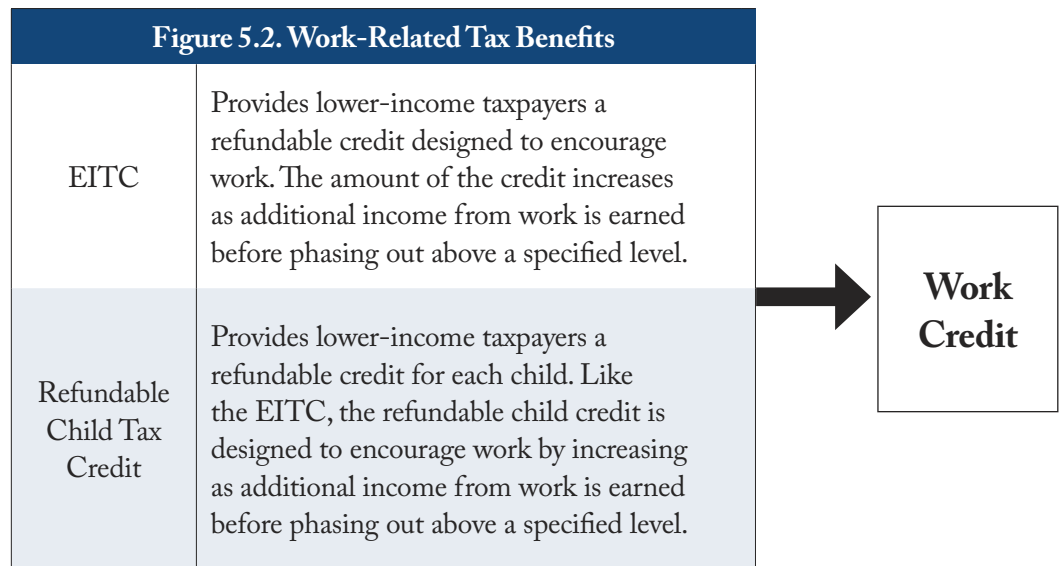 Figure 5.2. Work-Related Tax Benefits
EITC
Provides lower-income taxpayers a
refundable credit designed to encourage
work. The amount of the credit increases
as additional income from work is earned
before phasing out above a specified level.
Refundable
Child Tax
Credit
Provides lower-income taxpayers a
refundable credit for each child. Like
the EITC, the refundable child credit is
designed to encourage work by increasing
as additional income from work is earned
before phasing out above a specified level.
Work
Credit